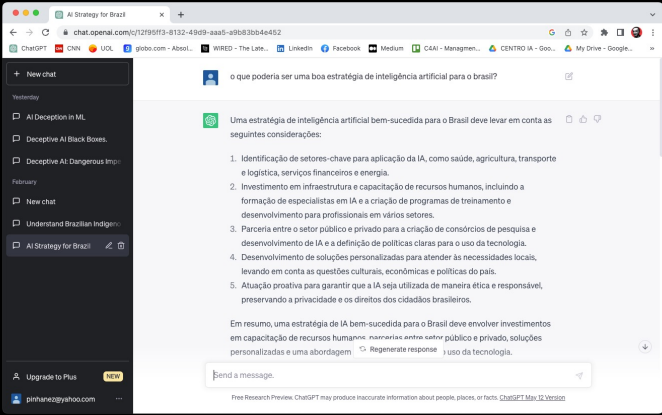 AI Strategy for Brazil
chat.openai.com/c/12f95ff3-8132-49d9-aaa5-a9b83bb4e452
ChatGPT
CNN
UOL
globo.com - Absol...
WIRED - The Late...
LinkedIn
Facebook
Medium
C4AI - Managmen...
CENTRO IA - Goo...
My Drive - Google...
New chat
Yesterday
AI Deception in ML
Deceptive AI Black Boxes.
Deceptive AI: Dangerous Impa
February
New chat
Understand Brazilian Indigeno
AI Strategy for Brazil
Upgrade to Plus NEW
pinhanez@yahoo.com
o que poderia ser uma boa estratégia de inteligência artificial para o brasil?
Uma estratégia de inteligência artificial bem-sucedida para o Brasil deve levar em conta as
seguintes considerações:
1. Identificação de setores-chave para aplicação da IA, como saúde, agricultura, transporte
e logística, serviços financeiros e energia.
2. Investimento em infraestrutura e capacitação de recursos humanos, incluindo a
formação de especialistas em IA e a criação de programas de treinamento e
desenvolvimento para profissionais em vários setores.
3. Parceria entre o setor público e privado para a criação de consórcios de pesquisa e
desenvolvimento de IA e a definição de políticas claras para o uso da tecnologia.
4. Desenvolvimento de soluções personalizadas para atender às necessidades locais,
levando em conta as questões culturais, econômicas e políticas do país.
5. Atuação proativa para garantir que a IA seja utilizada de maneira ética e responsável,
preservando a privacidade e os direitos dos cidadãos brasileiros.
Em resumo, uma estratégia de IA bem-sucedida para o Brasil deve envolver investimentos
em capacitação de recursos humanos, parcerias entre setor público e privado, soluções
personalizadas e uma abordagem
o uso da tecnologia.
Regenerate response
Send a message.
Free Research Preview. ChatGPT may produce inaccurate information about people, places, or facts. ChatGPT May 12 Version